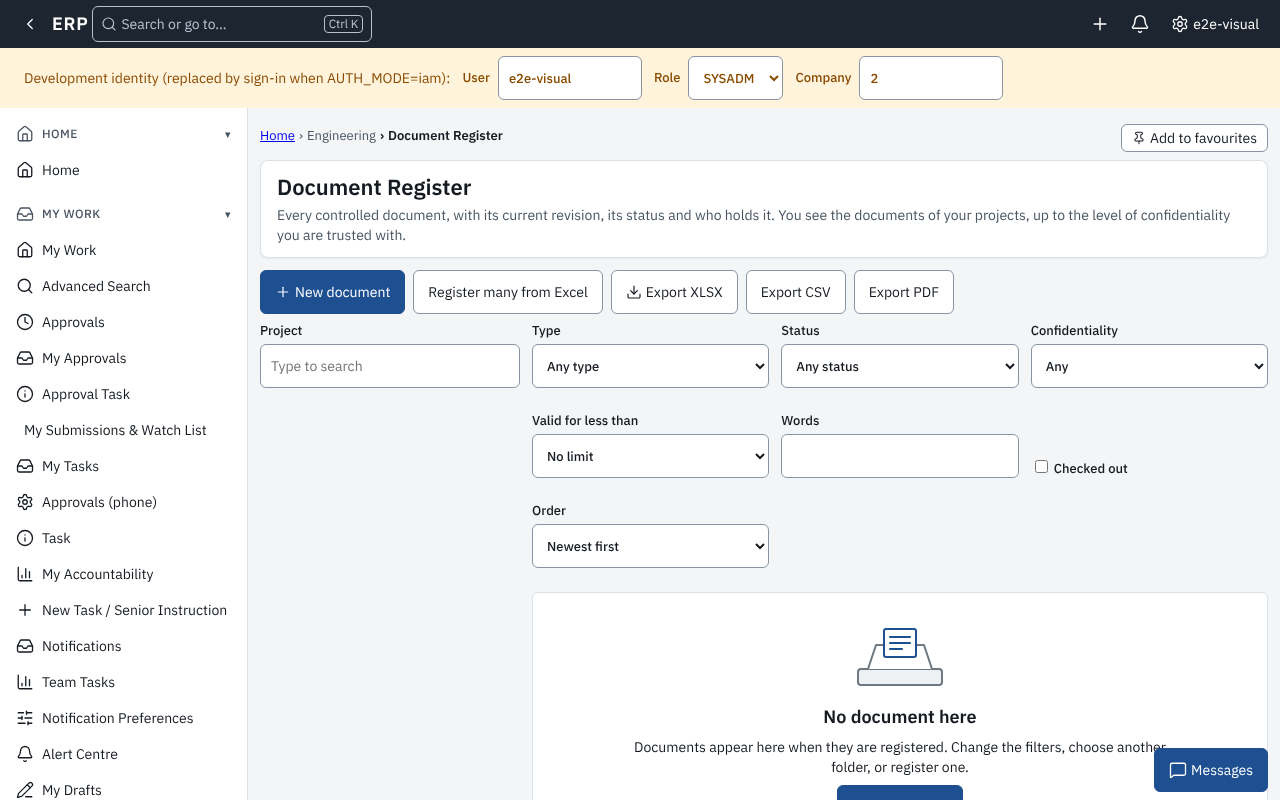 ERP
Search or go to...
Ctrl K
e2e-visual
Development identity (replaced by sign-in when AUTH_MODE=iam):
User
e2e-visual
Role
SYSADM
Company
2
HOME
Home
MY WORK
My Work
Advanced Search
Approvals
My Approvals
Approval Task
My Submissions & Watch List
My Tasks
Approvals (phone)
Task
My Accountability
New Task / Senior Instruction
Notifications
Team Tasks
Notification Preferences
Alert Centre
My Drafts
Home › Engineering › Document Register
Add to favourites
Document Register
Every controlled document, with its current revision, its status and who holds it. You see the documents of your projects, up to the level of confidentiality
you are trusted with.
New document
Register many from Excel
Export XLSX
Export CSV
Export PDF
Project
Type to search
Type
Any type
Status
Any status
Confidentiality
Any
Valid for less than
No limit
Words
Checked out
Order
Newest first
No document here
Documents appear here when they are registered. Change the filters, choose another
folder, or register one.
Messages